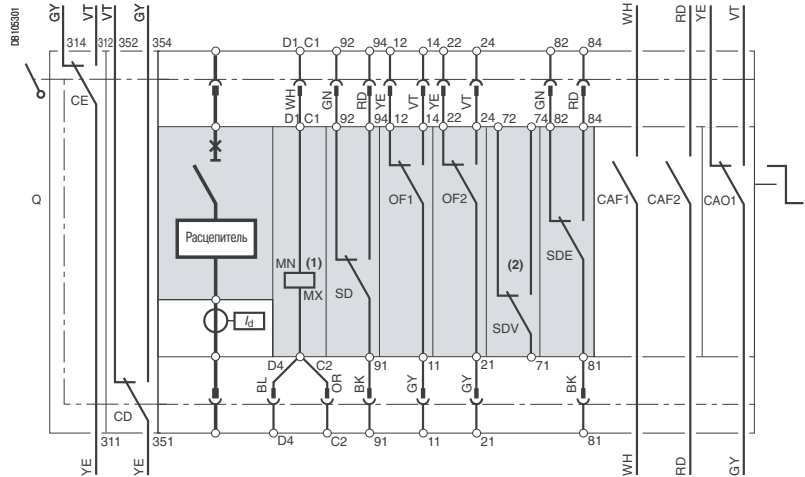 DB105301
GY VT VT GY WH RD YE VT
314 312 352 354 D1 C1 92 94 12 14 22 24 82 84
CE
WH GN RD YE VT YE VT GN RD
D1 C1 92 94 12 14 22 24 72 74 82 84
Q
OF1 OF2 CAF1 CAF2 CAO1
Расцепитель
MN (1) (2) SDE
MX SD
Id
SDV
D4 C2 91 11 21 71 81
BL OR BK GY GY BK
CD
311 351 D4 C2 91 11 21 81
YE YE WH RD GY